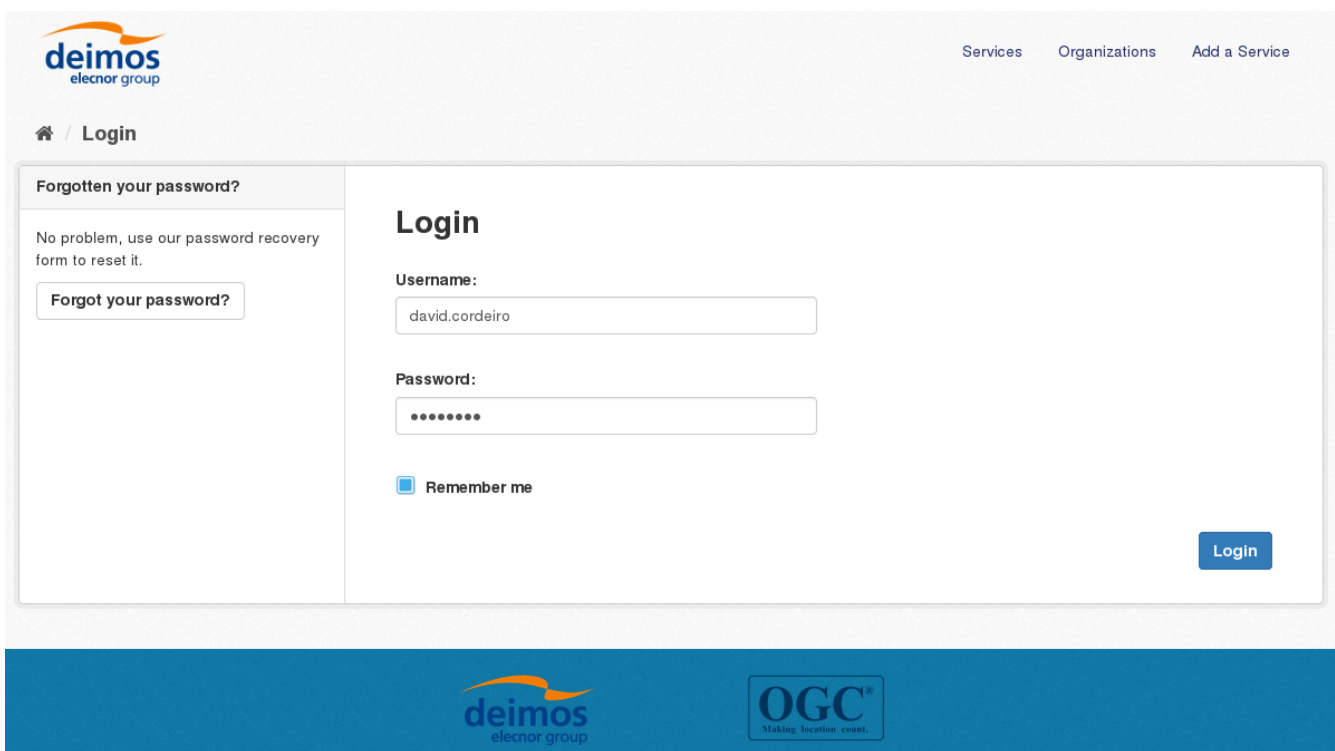 deimos
elecnor group
Services Organizations Add a Service
/ Login
Forgotten your password?
No problem, use our password recovery
form to reset it.
Forgot your password?
Login
Username:
david.cordeiro
Password:
••••••••
Remember me
Login
deimos
elecnor group
OGC®
Making location count.